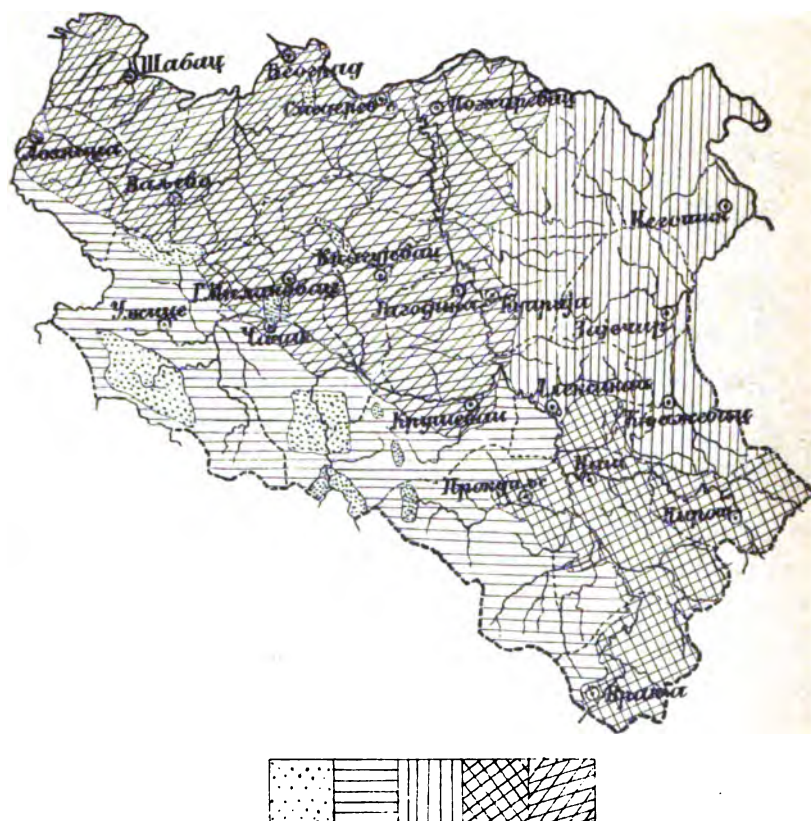 Шабац
Београд
Смедерево
Пожаревац
Лозница
Ваљево
Неготин
Крагујевац
Г. Милановац
Јагодина
Ћуприја
Ужице
Чачак
Зајечар
Алексинац
Крушевац
Књажевац
Ниш
Прокупље
Пирот
Врања